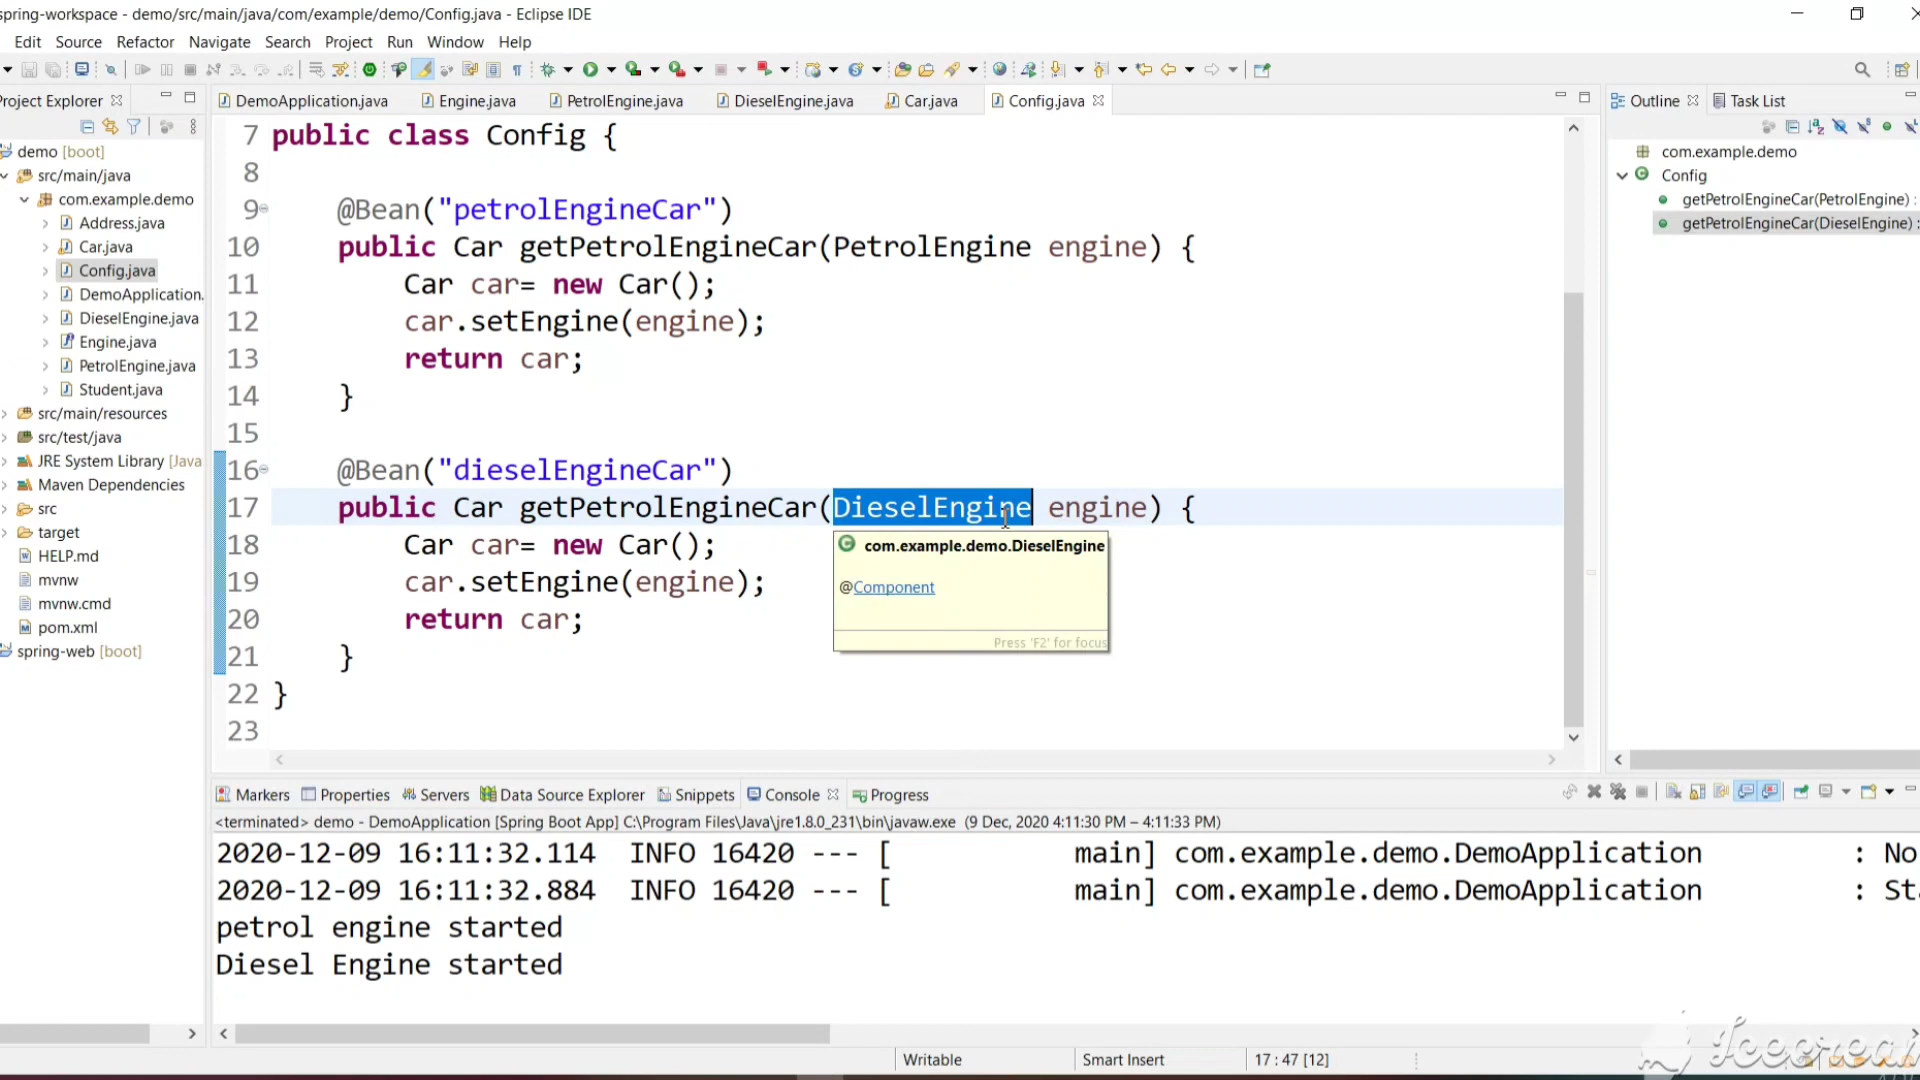 spring-workspace - demo/src/main/java/com/example/demo/Config.java - Eclipse IDE
Edit Source Refactor Navigate Search Project Run Window Help
Project Explorer
DemoApplication.java Engine.java PetrolEngine.java DieselEngine.java Car.java Config.java
Outline Task List
demo [boot]
src/main/java
com.example.demo
Address.java
Car.java
Config.java
DemoApplication.
DieselEngine.java
Engine.java
PetrolEngine.java
Student.java
src/main/resources
src/test/java
JRE System Library [Java
Maven Dependencies
src
target
HELP.md
mvnw
mvnw.cmd
pom.xml
spring-web [boot]
7 public class Config {
8
9 @Bean("petrolEngineCar")
10 public Car getPetrolEngineCar(PetrolEngine engine) {
11 Car car= new Car();
12 car.setEngine(engine);
13 return car;
14 }
15
16 @Bean("dieselEngineCar")
17 public Car getPetrolEngineCar(DieselEngine engine) {
18 Car car= new Car();
19 car.setEngine(engine);
20 return car;
21 }
22 }
23
com.example.demo.DieselEngine
@Component
Press 'F2' for focus
com.example.demo
Config
getPetrolEngineCar(PetrolEngine) :
getPetrolEngineCar(DieselEngine) :
Markers Properties Servers Data Source Explorer Snippets Console Progress
<terminated> demo - DemoApplication [Spring Boot App] C:\Program Files\Java\jre1.8.0_231\bin\javaw.exe (9 Dec, 2020 4:11:30 PM – 4:11:33 PM)
2020-12-09 16:11:32.114 INFO 16420 --- [ main] com.example.demo.DemoApplication : No
2020-12-09 16:11:32.884 INFO 16420 --- [ main] com.example.demo.DemoApplication : Sta
petrol engine started
Diesel Engine started
Writable Smart Insert 17 : 47 [12]